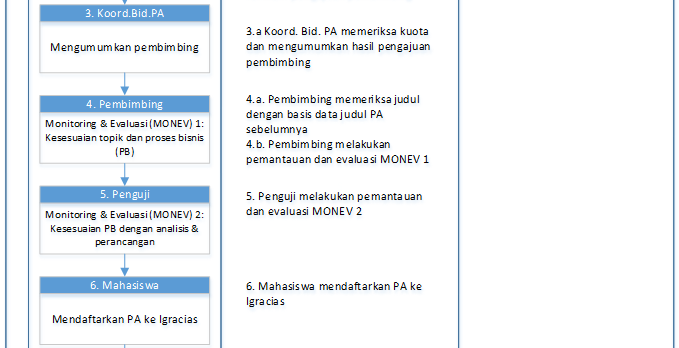 3. Koord.Bid.PA
Mengumumkan pembimbing
3.a Koord. Bid. PA memeriksa kuota
dan mengumumkan hasil pengajuan
pembimbing
4. Pembimbing
Monitoring & Evaluasi (MONEV) 1:
Kesesuaian topik dan proses bisnis
(PB)
4.a. Pembimbing memeriksa judul
dengan basis data judul PA
sebelumnya
4.b. Pembimbing melakukan
pemantauan dan evaluasi MONEV 1
5. Penguji
Monitoring & Evaluasi (MONEV) 2:
Kesesuaian PB dengan analisis &
perancangan
5. Penguji melakukan pemantauan
dan evaluasi MONEV 2
6. Mahasiswa
Mendaftarkan PA ke Igracias
6. Mahasiswa mendaftarkan PA ke
Igracias